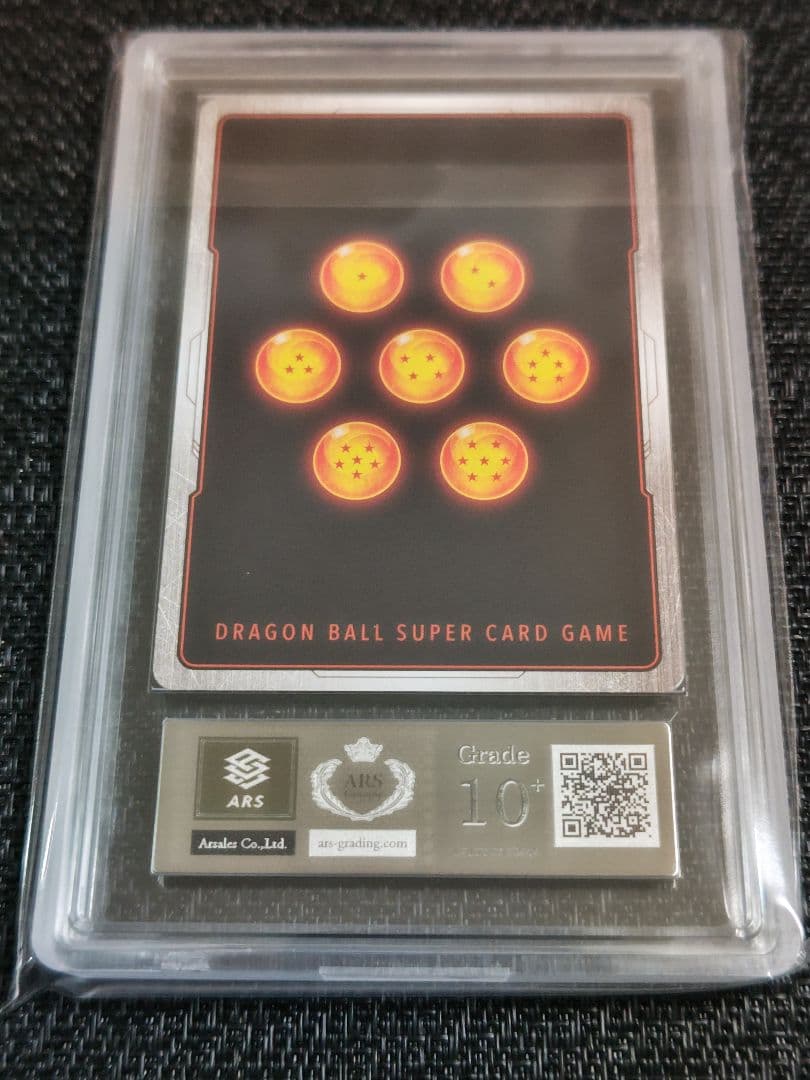 DRAGON BALL SUPER CARD GAME
ARS
Arsales Co.,Ltd.
ARS
ars-grading.com
Grade
10+